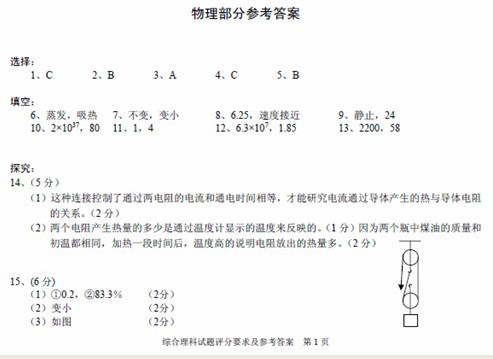 物理部分参考答案
选择：
1、C 2、B 3、A 4、C 5、B
填空：
6、蒸发，吸热 7、不变，变小 8、6.25，速度接近 9、静止，24
10、2×10³⁷，80 11、1，4 12、6.3×10⁷，1.85 13、2200，58
探究：
14、（5 分）
（1）这种连接控制了通过两电阻的电流和通电时间相等，才能研究电流通过导体产生的热与导体电阻
的关系。（2 分）
（2）两个电阻产生热量的多少是通过温度计显示的温度来反映的。（1 分）因为两个瓶中煤油的质量和
初温都相同，加热一段时间后，温度高的说明电阻放出的热量多。（2 分）
15、(6 分)
（1）①0.2，②83.3% （2分）
（2）变小 （2分）
（3）如图 （2分）
综合理科试题评分要求及参考答案 第 1 页